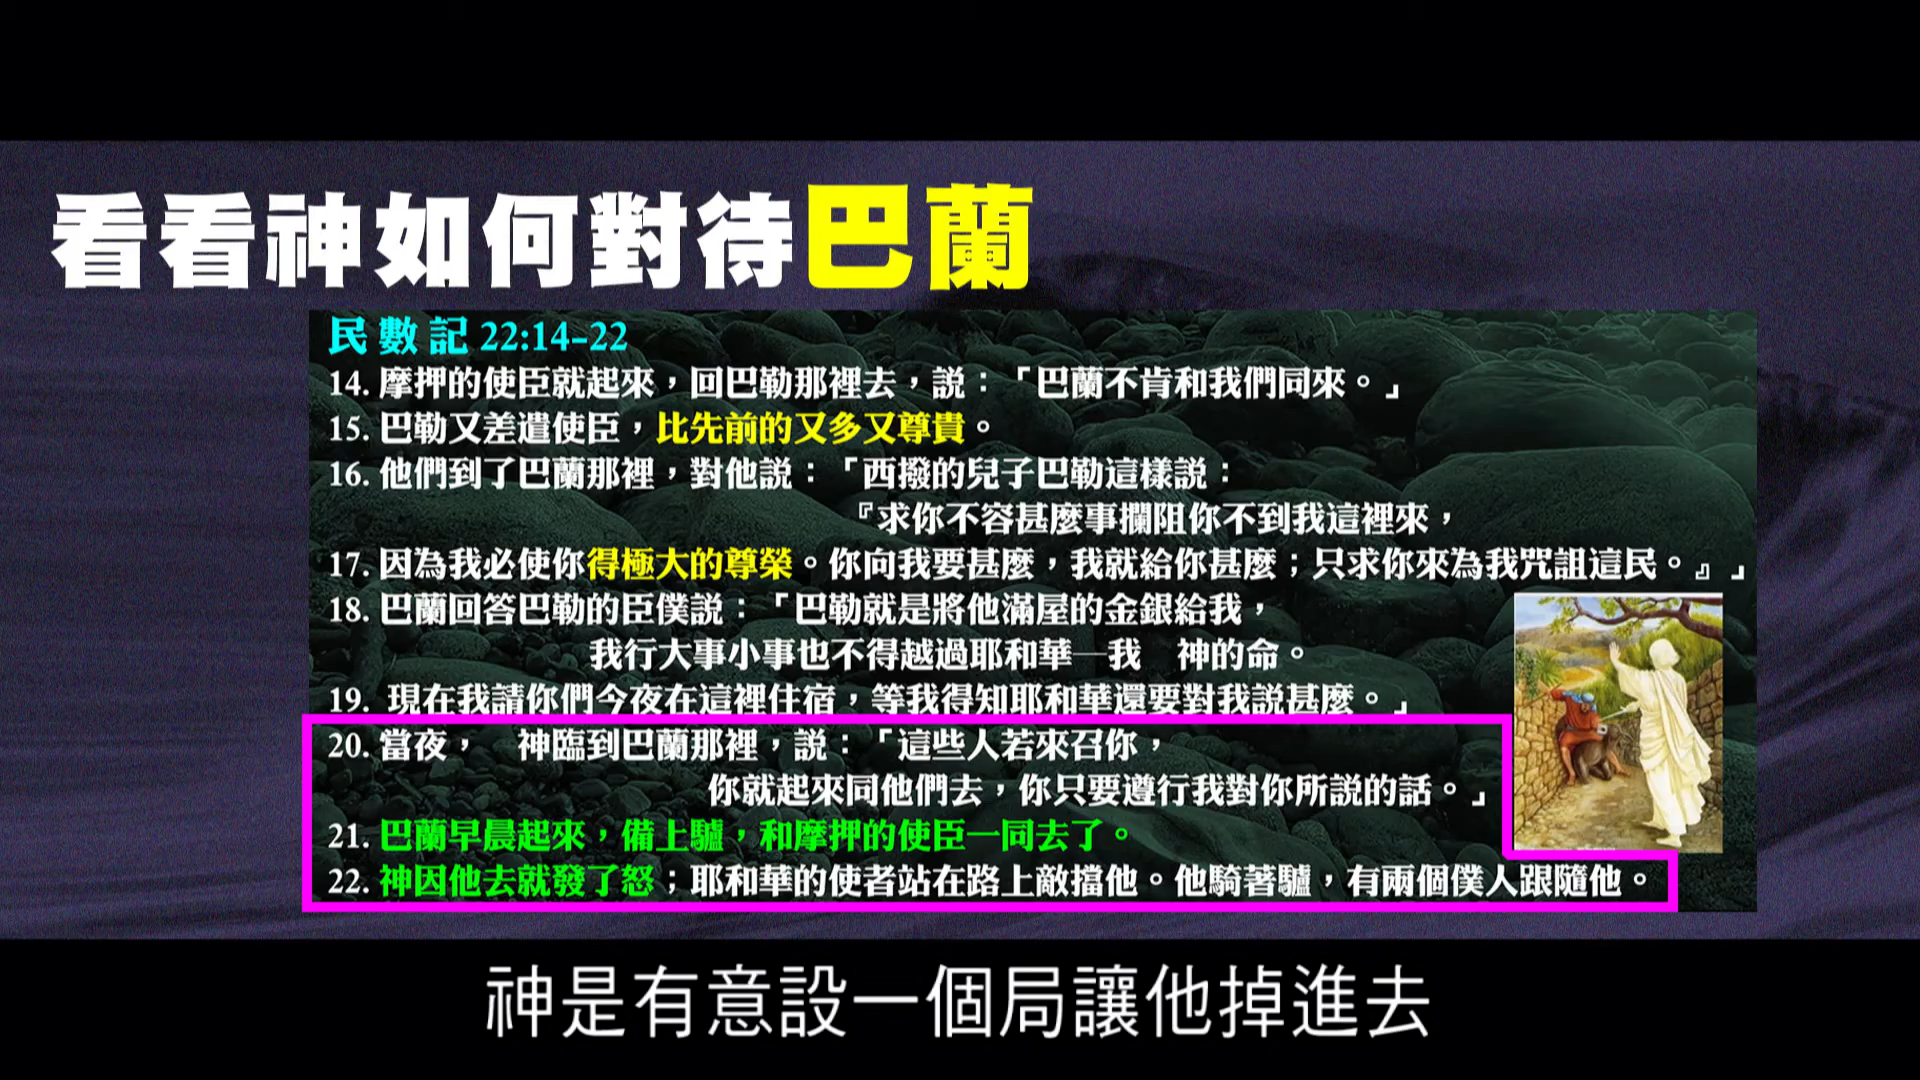 看看神如何對待巴蘭
民數記 22:14-22
14. 摩押的使臣就起來，回巴勒那裡去，說：「巴蘭不肯和我們同來。」
15. 巴勒又差遣使臣，比先前的又多又尊貴。
16. 他們到了巴蘭那裡，對他說：「西撥的兒子巴勒這樣說：
『求你不容甚麼事攔阻你不到我這裡來，
17. 因為我必使你得極大的尊榮。你向我要甚麼，我就給你甚麼；只求你來為我咒詛這民。』」
18. 巴蘭回答巴勒的臣僕說：「巴勒就是將他滿屋的金銀給我，
我行大事小事也不得越過耶和華─我　神的命。
19. 現在我請你們今夜在這裡住宿，等我得知耶和華還要對我說甚麼。」
20. 當夜，　神臨到巴蘭那裡，說：「這些人若來召你，
你就起來同他們去，你只要遵行我對你所說的話。」
21. 巴蘭早晨起來，備上驢，和摩押的使臣一同去了。
22. 神因他去就發了怒；耶和華的使者站在路上敵擋他。他騎著驢，有兩個僕人跟隨他。
神是有意設一個局讓他掉進去